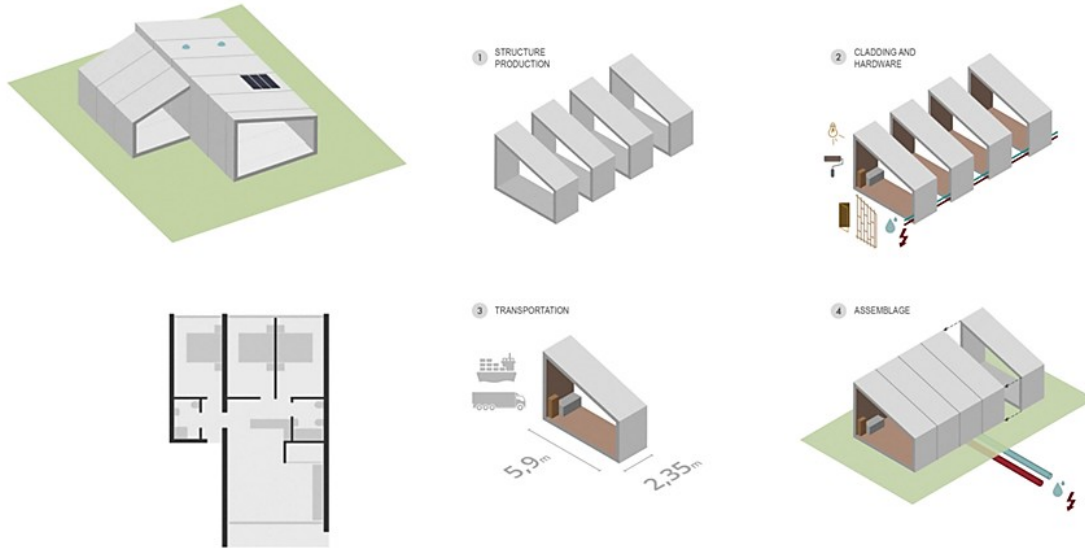 1
STRUCTURE
PRODUCTION
2
CLADDING AND
HARDWARE
3
TRANSPORTATION
5,9m
2,35m
4
ASSEMBLAGE